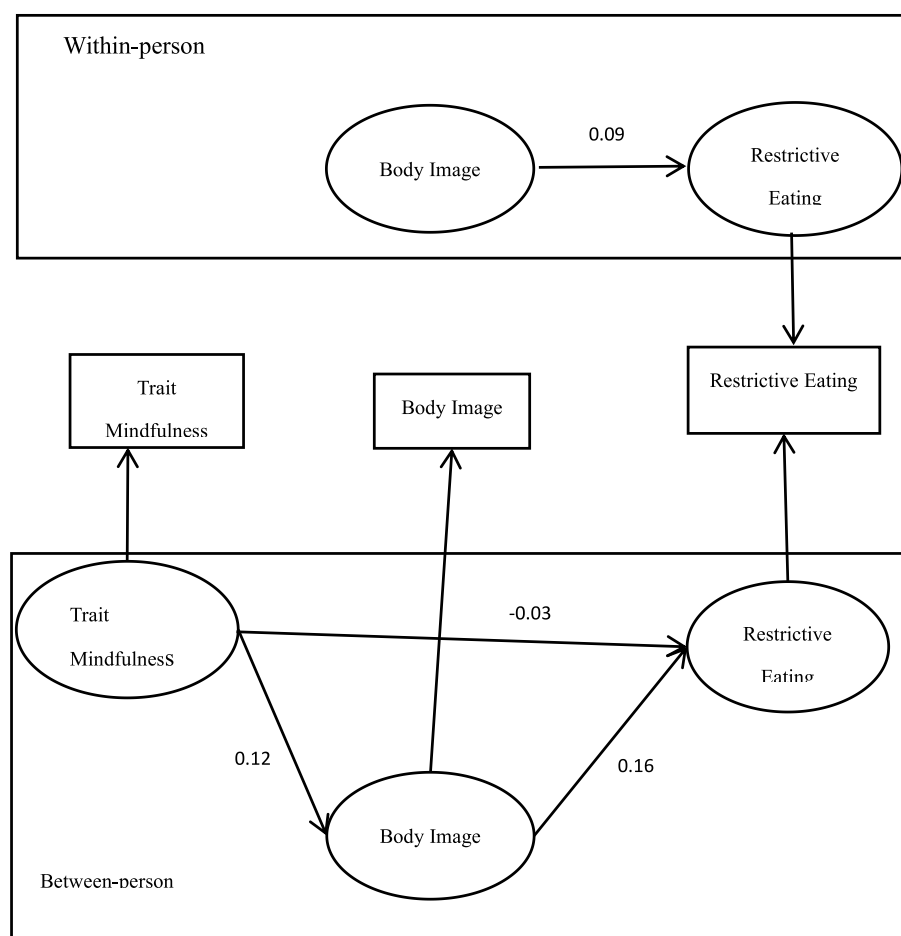 Within-person
0.09
Body Image
Restrictive
Eating
Trait
Mindfulness
Body Image
Restrictive Eating
Trait
Mindfulness
-0.03
Restrictive
Eating
0.12
0.16
Body Image
Between-person